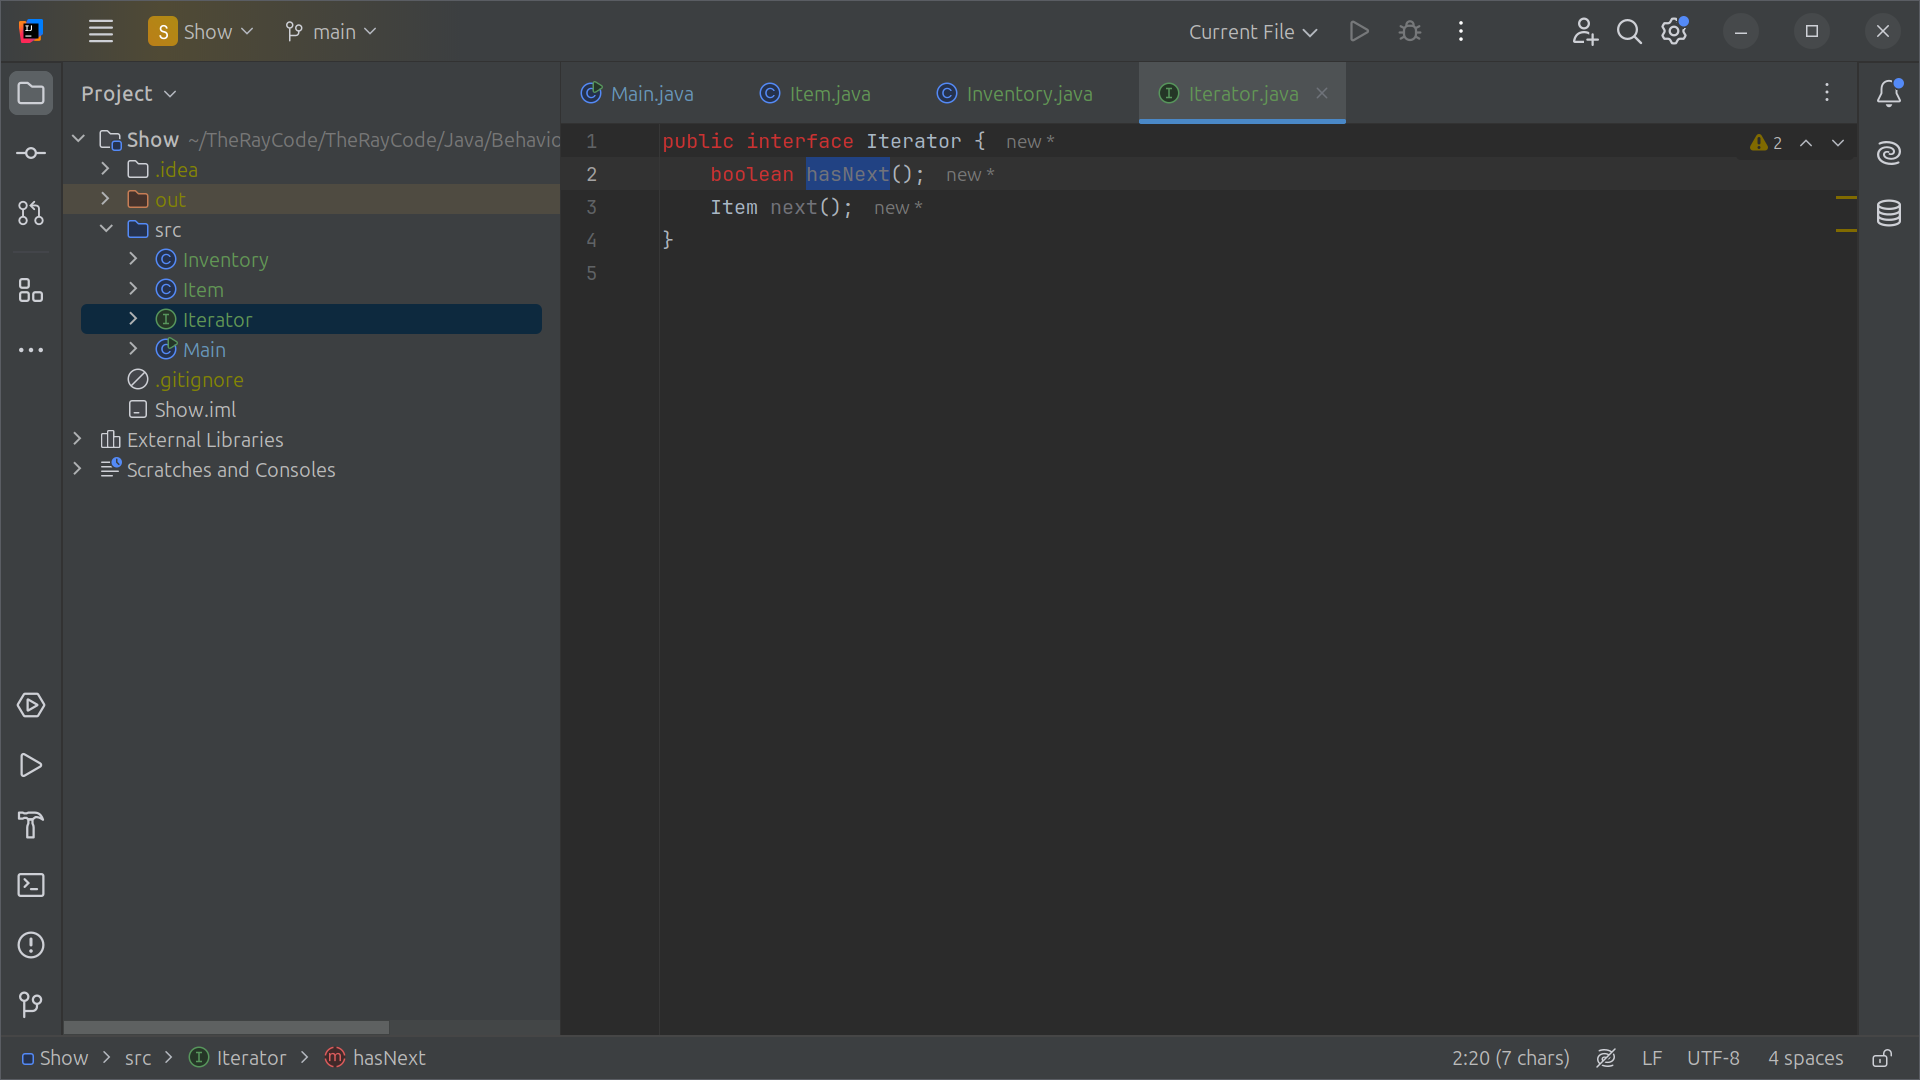 S Show main Current File
Project
Show ~/TheRayCode/TheRayCode/Java/Behavio
.idea
out
src
Inventory
Item
Iterator
Main
.gitignore
Show.iml
External Libraries
Scratches and Consoles
Main.java Item.java Inventory.java Iterator.java
1 public interface Iterator { new *
2 boolean hasNext(); new *
3 Item next(); new *
4 }
5
2
Show > src > Iterator > hasNext
2:20 (7 chars) LF UTF-8 4 spaces